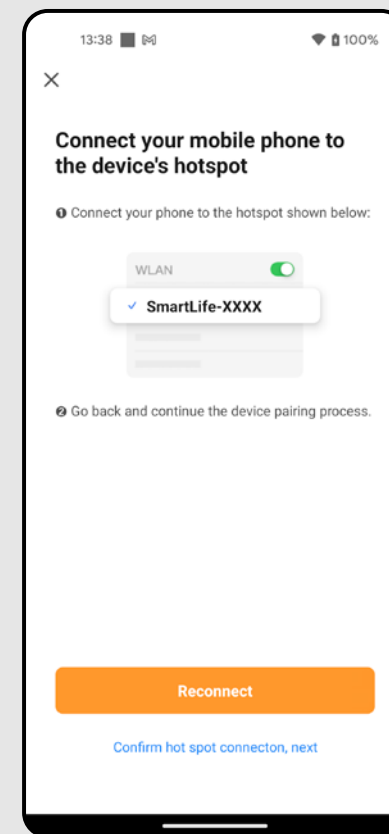 13:38
100%
Connect your mobile phone to
the device's hotspot
❶ Connect your phone to the hotspot shown below:
WLAN
SmartLife-XXXX
❷ Go back and continue the device pairing process.
Reconnect
Confirm hot spot connecton, next